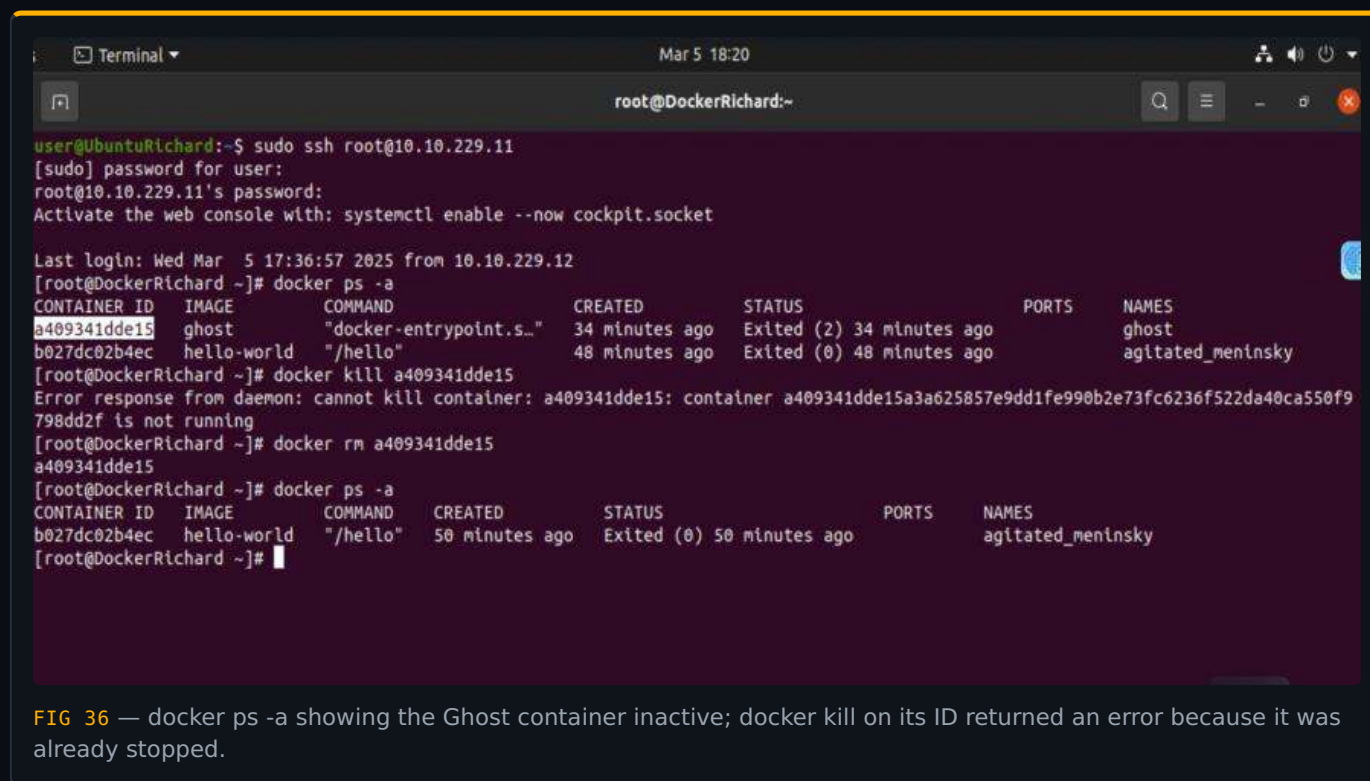 Terminal
Mar 5 18:20
root@DockerRichard:~
user@UbuntuRichard:~$ sudo ssh root@10.10.229.11
[sudo] password for user:
root@10.10.229.11's password:
Activate the web console with: systemctl enable --now cockpit.socket
Last login: Wed Mar  5 17:36:57 2025 from 10.10.229.12
[root@DockerRichard ~]# docker ps -a
CONTAINER ID   IMAGE         COMMAND                  CREATED          STATUS                      PORTS     NAMES
a409341dde15   ghost         "docker-entrypoint.s…"   34 minutes ago   Exited (2) 34 minutes ago             ghost
b027dc02b4ec   hello-world   "/hello"                 48 minutes ago   Exited (0) 48 minutes ago             agitated_meninsky
[root@DockerRichard ~]# docker kill a409341dde15
Error response from daemon: cannot kill container: a409341dde15: container a409341dde15a3a625857e9dd1fe990b2e73fc6236f522da40ca550f9
798dd2f is not running
[root@DockerRichard ~]# docker rm a409341dde15
a409341dde15
[root@DockerRichard ~]# docker ps -a
CONTAINER ID   IMAGE         COMMAND    CREATED          STATUS                      PORTS     NAMES
b027dc02b4ec   hello-world   "/hello"   50 minutes ago   Exited (0) 50 minutes ago             agitated_meninsky
[root@DockerRichard ~]#
FIG 36 — docker ps -a showing the Ghost container inactive; docker kill on its ID returned an error because it was
already stopped.